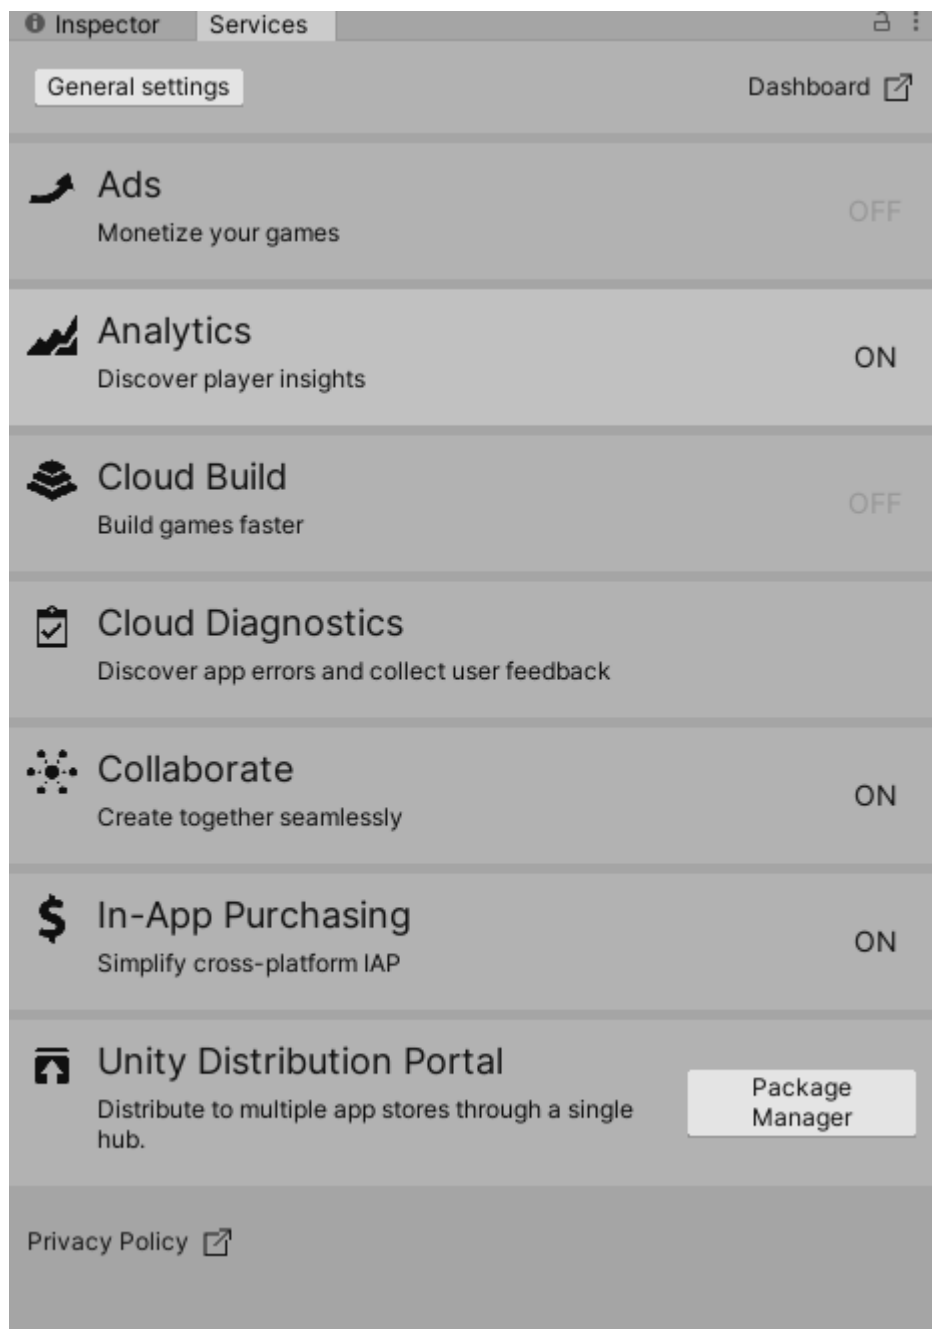 Inspector
Services
General settings
Dashboard
Ads
Monetize your games
OFF
Analytics
Discover player insights
ON
Cloud Build
Build games faster
OFF
Cloud Diagnostics
Discover app errors and collect user feedback
Collaborate
Create together seamlessly
ON
In-App Purchasing
Simplify cross-platform IAP
ON
Unity Distribution Portal
Distribute to multiple app stores through a single
hub.
Package
Manager
Privacy Policy